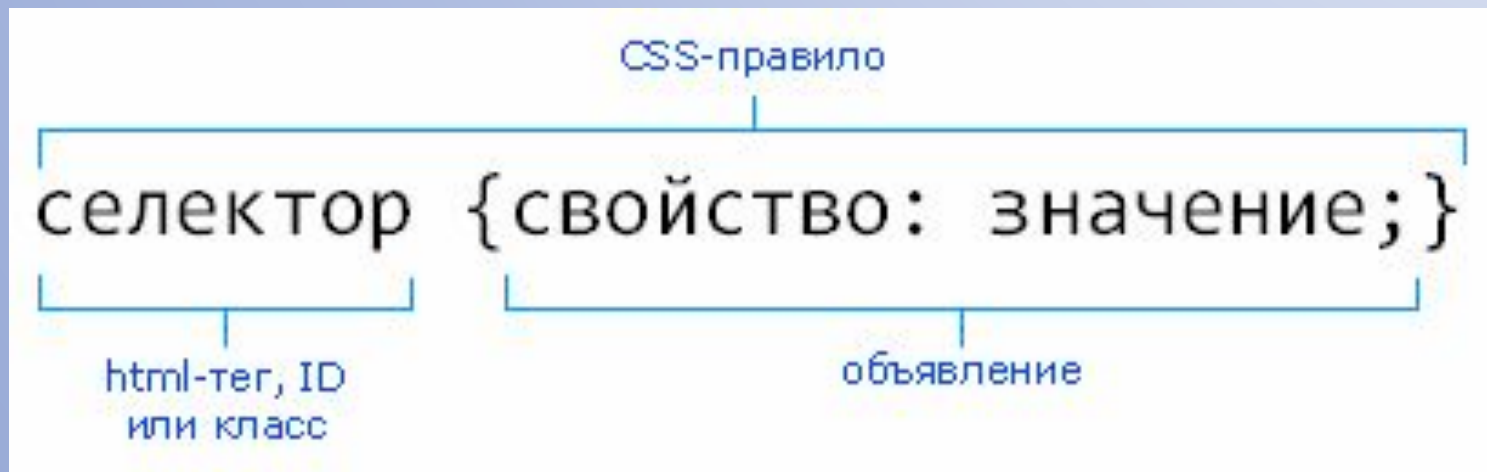 CSS-правило
селектор {свойство: значение;}
html-тег, ID
или класс
объявление